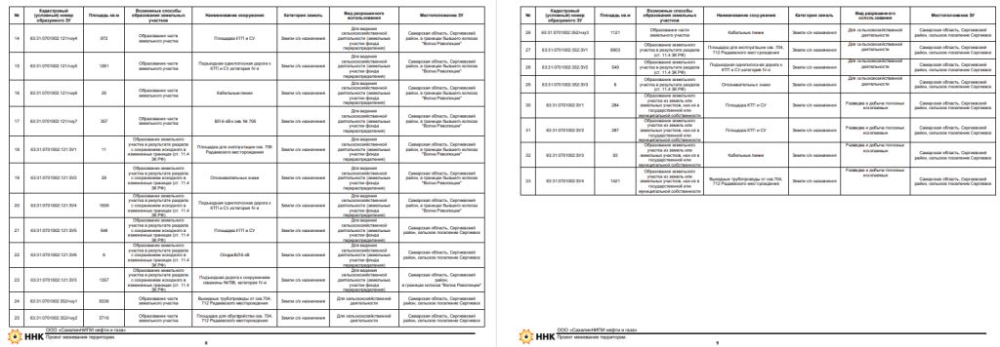 № Кадастровый (условный) номер образуемого ЗУ Площадь кв.м Возможные способы образования земельных участков Наименование сооружения Категория земель Вид разрешенного использования Местоположение ЗУ
14 63:31:0701002:121/чзу4 972 Образование части земельного участка Площадка КТП и СУ Земли с/х назначения Для ведения сельскохозяйственной деятельности (земельные участки фонда перераспределения) Самарская область, Сергиевский район, в границах бывшего колхоза "Волна Революции"
15 63:31:0701002:121/чзу5 1261 Образование части земельного участка Подъездная однополосная дорога к КТП и СУ, категория IV-в Земли с/х назначения Для ведения сельскохозяйственной деятельности (земельные участки фонда перераспределения) Самарская область, Сергиевский район, в границах бывшего колхоза "Волна Революции"
16 63:31:0701002:121/чзу6 25 Образование части земельного участка Кабельные линии Земли с/х назначения Для ведения сельскохозяйственной деятельности (земельные участки фонда перераспределения) Самарская область, Сергиевский район, в границах бывшего колхоза "Волна Революции"
17 63:31:0701002:121/чзу7 357 Образование части земельного участка ВЛ-6 кВ к скв. № 706 Земли с/х назначения Для ведения сельскохозяйственной деятельности (земельные участки фонда перераспределения) Самарская область, Сергиевский район, в границах бывшего колхоза "Волна Революции"
18 63:31:0701002:121:ЗУ1 11 Образование земельного участка в результате раздела с сохранением исходного в измененных границах (ст. 11.4 ЗК РФ) Площадка для эксплуатации скв. 706 Радаевского месторождения Земли с/х назначения Для ведения сельскохозяйственной деятельности (земельные участки фонда перераспределения) Самарская область, Сергиевский район, в границах бывшего колхоза "Волна Революции"
19 63:31:0701002:121:ЗУ2 29 Образование земельного участка в результате раздела с сохранением исходного в измененных границах (ст. 11.4 ЗК РФ) Опознавательные знаки Земли с/х назначения Для ведения сельскохозяйственной деятельности (земельные участки фонда перераспределения) Самарская область, Сергиевский район, в границах бывшего колхоза "Волна Революции"
20 63:31:0701002:121:ЗУ4 1009 Образование земельного участка в результате раздела с сохранением исходного в измененных границах (ст. 11.4 ЗК РФ) Подъездная однополосная дорога к КТП и СУ, категория IV-в Земли с/х назначения Для ведения сельскохозяйственной деятельности (земельные участки фонда перераспределения) Самарская область, Сергиевский район, в границах бывшего колхоза "Волна Революции"
21 63:31:0701002:121:ЗУ5 548 Образование земельного участка в результате раздела с сохранением исходного в измененных границах (ст. 11.4 ЗК РФ) Площадка КТП и СУ Земли с/х назначения Для ведения сельскохозяйственной деятельности (земельные участки фонда перераспределения) Самарская область, Сергиевский район, сельское поселение Сергиевск
22 63:31:0701002:121:ЗУ6 6 Образование земельного участка в результате раздела с сохранением исходного в измененных границах (ст. 11.4 ЗК РФ) Опора ВЛ-6 кВ Земли с/х назначения Для ведения сельскохозяйственной деятельности (земельные участки фонда перераспределения) Самарская область, Сергиевский район, сельское поселение Сергиевск
23 63:31:0701002:121:ЗУ3 1357 Образование земельного участка в результате раздела с сохранением исходного в измененных границах (ст. 11.4 ЗК РФ) Подъездная дорога к сооружениям скважины №706, категория IV-в Земли с/х назначения Для ведения сельскохозяйственной деятельности (земельные участки фонда перераспределения) Самарская область, Сергиевский район, в границах колхоза "Волна Революции"
24 63:31:0701002:352/чзу1 8336 Образование части земельного участка Выкидные трубопроводы от скв.704, 712 Радаевского месторождения Земли с/х назначения Для сельскохозяйственной деятельности Самарская область, Сергиевский район, сельское поселение Сергиевск
25 63:31:0701002:352/чзу2 5716 Образование части земельного участка Площадка для обустройства скв. 704, 712 Радаевского месторождения Земли с/х назначения Для сельскохозяйственной деятельности Самарская область, Сергиевский район, сельское поселение Сергиевск
ННК ООО «СахалинНИПИ нефти и газа»
Проект межевания территории.
8
№ Кадастровый (условный) номер образуемого ЗУ Площадь кв.м Возможные способы образования земельных участков Наименование сооружения Категория земель Вид разрешенного использования Местоположение ЗУ
26 63:31:0701002:352/чзу3 1121 Образование части земельного участка Кабельные линии Земли с/х назначения Для сельскохозяйственной деятельности Самарская область, Сергиевский район, сельское поселение Сергиевск
27 63:31:0701002:352:ЗУ1 6903 Образование земельного участка в результате раздела (ст. 11.4 ЗК РФ) Площадка для эксплуатации скв. 704, 712 Радаевского месторождения Земли с/х назначения Для сельскохозяйственной деятельности Самарская область, Сергиевский район, сельское поселение Сергиевск
28 63:31:0701002:352:ЗУ2 549 Образование земельного участка в результате раздела (ст. 11.4 ЗК РФ) Подъездная однополосная дорога к КТП и СУ, категория IV-в Земли с/х назначения Для сельскохозяйственной деятельности Самарская область, Сергиевский район, сельское поселение Сергиевск
29 63:31:0701002:352:ЗУ3 6 Образование земельного участка в результате раздела (ст. 11.4 ЗК РФ) Опознавательные знаки Земли с/х назначения Для сельскохозяйственной деятельности Самарская область, Сергиевский район, сельское поселение Сергиевск
30 63:31:0701002:ЗУ1 284 Образование земельного участка из земель или земельных участков, нах-ся в государственной или муниципальной собственности Площадка КТП и СУ Земли с/х назначения Разведка и добыча полезных ископаемых Самарская область, Сергиевский район, сельское поселение Сергиевск
31 63:31:0701002:ЗУ2 287 Образование земельного участка из земель или земельных участков, нах-ся в государственной или муниципальной собственности Площадка КТП и СУ Земли с/х назначения Разведка и добыча полезных ископаемых Самарская область, Сергиевский район, сельское поселение Сергиевск
32 63:31:0701002:ЗУ3 93 Образование земельного участка из земель или земельных участков, нах-ся в государственной или муниципальной собственности Кабельные линии Земли с/х назначения Разведка и добыча полезных ископаемых Самарская область, Сергиевский район, сельское поселение Сергиевск
33 63:31:0701002:ЗУ4 1421 Образование земельного участка из земель или земельных участков, нах-ся в государственной или муниципальной собственности Выкидные трубопроводы от скв.704, 712 Радаевского месторождения Земли с/х назначения Разведка и добыча полезных ископаемых Самарская область, Сергиевский район, сельское поселение Сергиевск
ННК ООО «СахалинНИПИ нефти и газа»
Проект межевания территории.
9